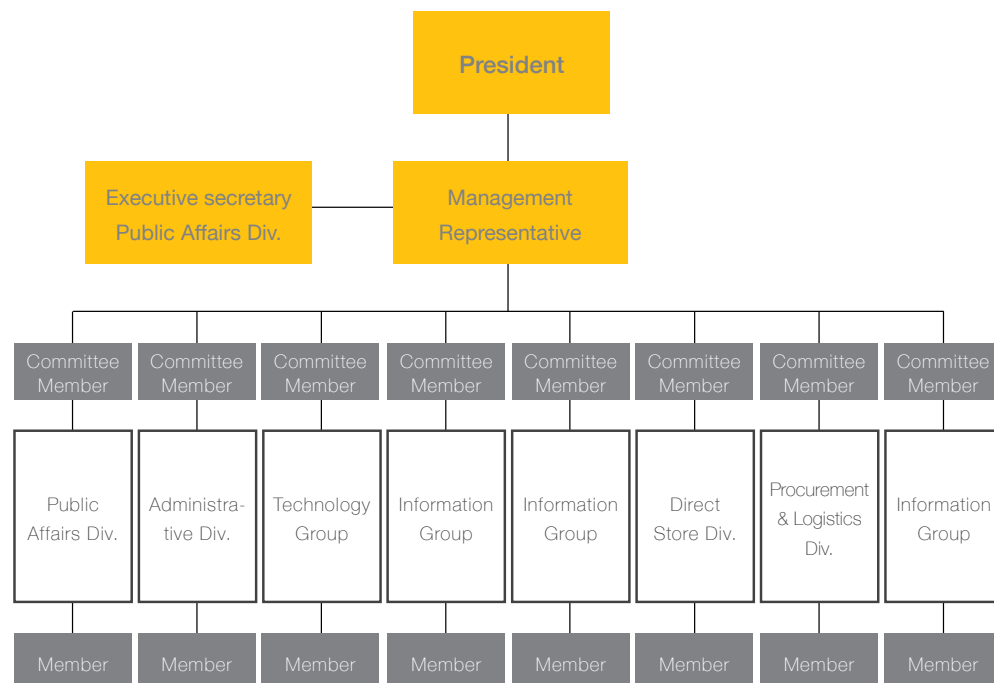 President
Executive secretary
Public Affairs Div.
Management
Representative
Committee
Member
Committee
Member
Committee
Member
Committee
Member
Committee
Member
Committee
Member
Committee
Member
Committee
Member
Public
Affairs Div.
Administra-
tive Div.
Technology
Group
Information
Group
Information
Group
Direct
Store Div.
Procurement
& Logistics
Div.
Information
Group
Member
Member
Member
Member
Member
Member
Member
Member